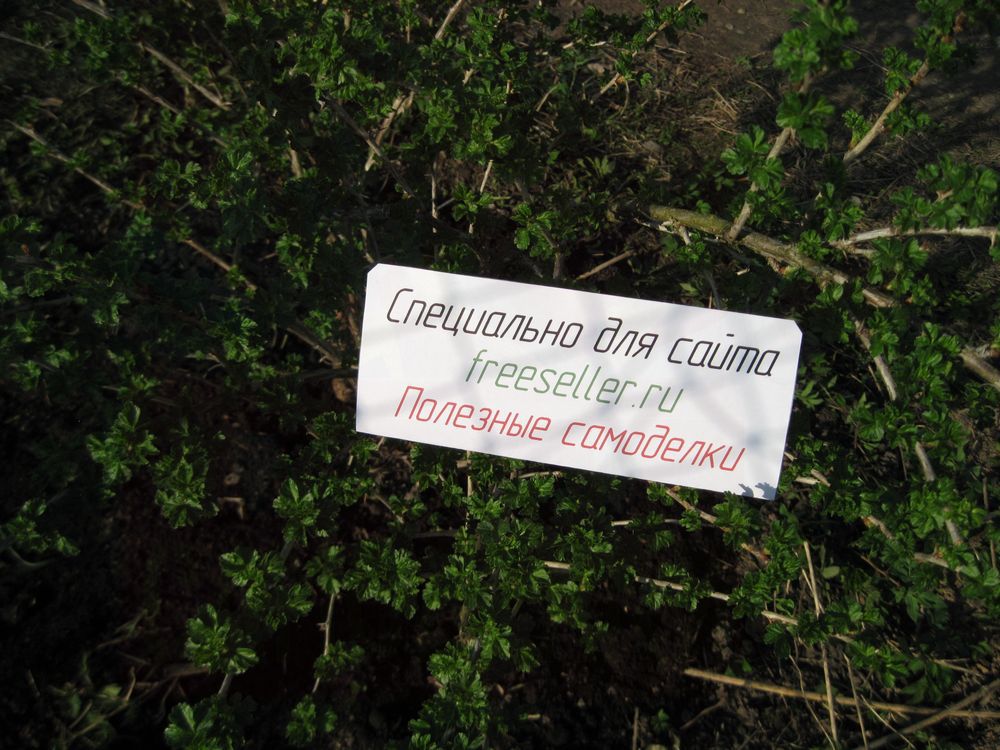 Специально для сайта
freeseller.ru
Полезные самоделки